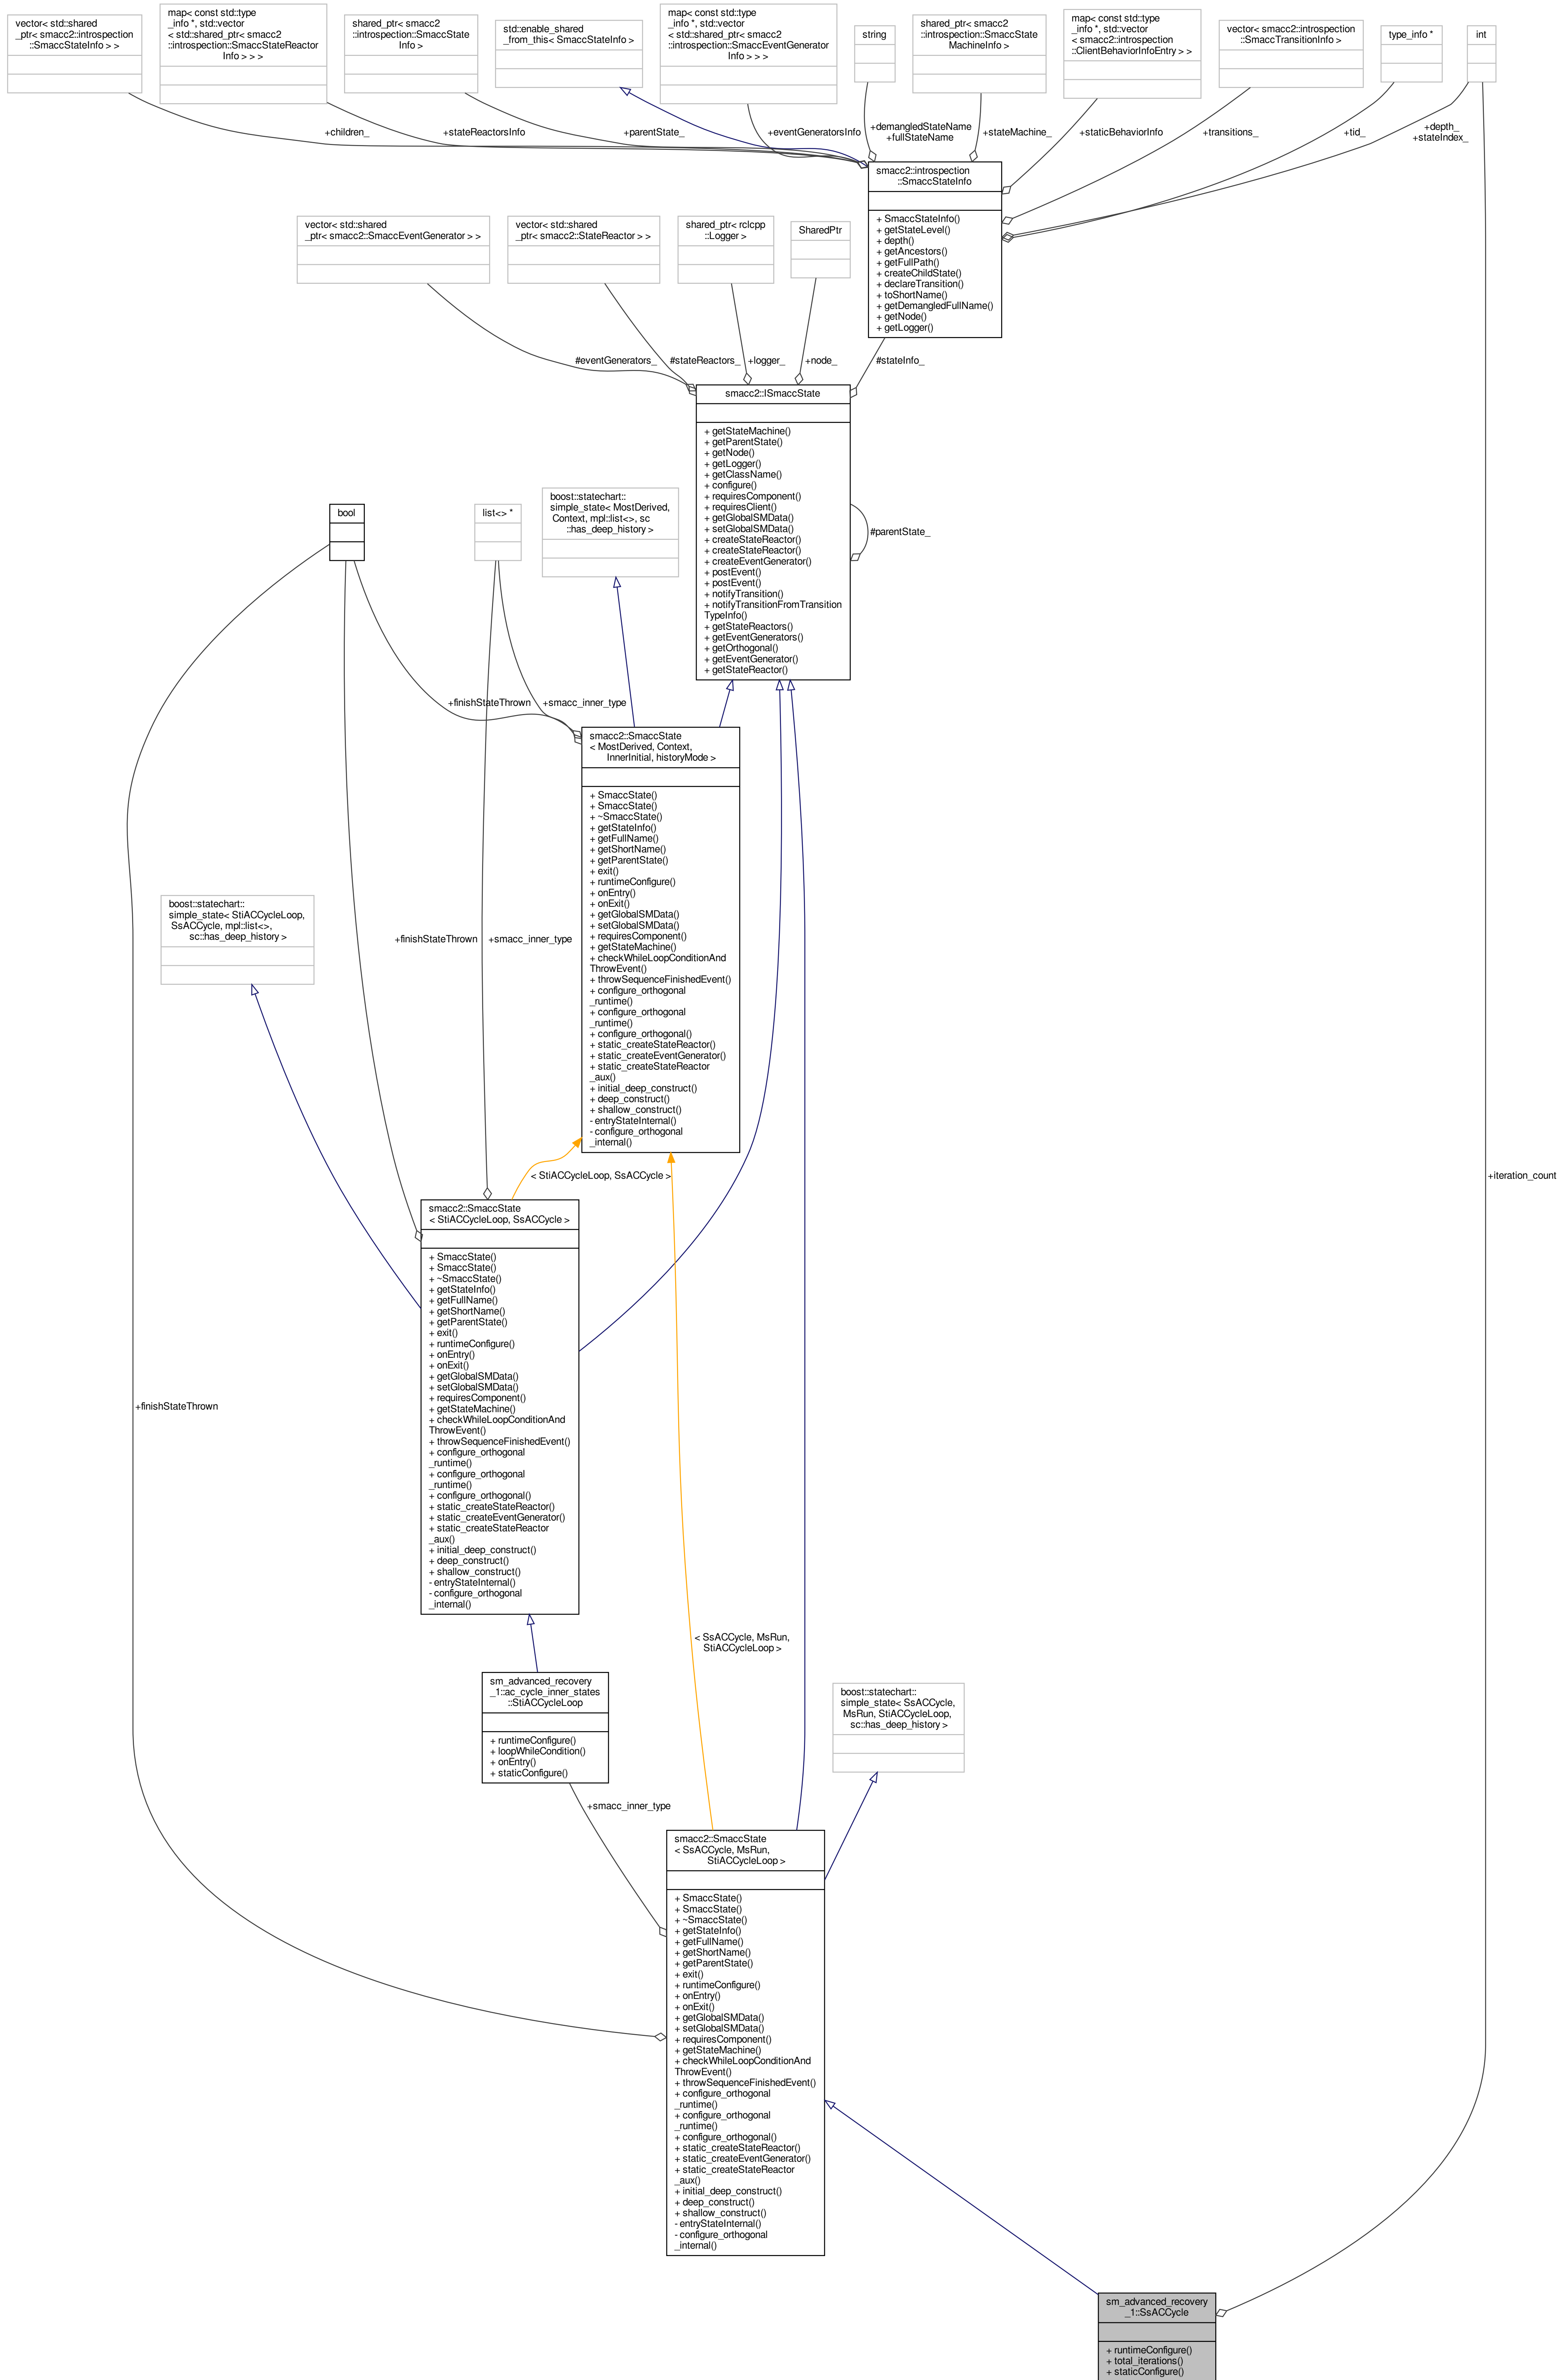 vector< std::shared
_ptr< smacc2::introspection
::SmaccStateInfo > >
map< const std::type
_info *, std::vector
< std::shared_ptr< smacc2
::introspection::SmaccStateReactor
Info > > >
shared_ptr< smacc2
::introspection::SmaccState
Info >
std::enable_shared
_from_this< SmaccStateInfo >
map< const std::type
_info *, std::vector
< std::shared_ptr< smacc2
::introspection::SmaccEventGenerator
Info > > >
string
shared_ptr< smacc2
::introspection::SmaccState
MachineInfo >
map< const std::type
_info *, std::vector
< smacc2::introspection
::ClientBehaviorInfoEntry > >
vector< smacc2::introspection
::SmaccTransitionInfo >
type_info *
int
+children_
+stateReactorsInfo
+parentState_
+eventGeneratorsInfo
+demangledStateName
+fullStateName
+stateMachine_
+staticBehaviorInfo
+transitions_
+tid_
+depth_
+stateIndex_
smacc2::introspection
::SmaccStateInfo
+ SmaccStateInfo()
+ getStateLevel()
+ depth()
+ getAncestors()
+ getFullPath()
+ createChildState()
+ declareTransition()
+ toShortName()
+ getDemangledFullName()
+ getNode()
+ getLogger()
vector< std::shared
_ptr< smacc2::SmaccEventGenerator > >
vector< std::shared
_ptr< smacc2::StateReactor > >
shared_ptr< rclcpp
::Logger >
SharedPtr
#eventGenerators_
#stateReactors_
+logger_
+node_
#stateInfo_
smacc2::ISmaccState
+ getStateMachine()
+ getParentState()
+ getNode()
+ getLogger()
+ getClassName()
+ configure()
+ requiresComponent()
+ requiresClient()
+ getGlobalSMData()
+ setGlobalSMData()
+ createStateReactor()
+ createStateReactor()
+ createEventGenerator()
+ postEvent()
+ postEvent()
+ notifyTransition()
+ notifyTransitionFromTransition
TypeInfo()
+ getStateReactors()
+ getEventGenerators()
+ getOrthogonal()
+ getEventGenerator()
+ getStateReactor()
#parentState_
bool
list<> *
boost::statechart::
simple_state< MostDerived,
Context, mpl::list<>, sc
::has_deep_history >
+finishStateThrown
+smacc_inner_type
smacc2::SmaccState
< MostDerived, Context,
InnerInitial, historyMode >
+ SmaccState()
+ SmaccState()
+ ~SmaccState()
+ getStateInfo()
+ getFullName()
+ getShortName()
+ getParentState()
+ exit()
+ runtimeConfigure()
+ onEntry()
+ onExit()
+ getGlobalSMData()
+ setGlobalSMData()
+ requiresComponent()
+ getStateMachine()
+ checkWhileLoopConditionAnd
ThrowEvent()
+ throwSequenceFinishedEvent()
+ configure_orthogonal
_runtime()
+ configure_orthogonal
_runtime()
+ configure_orthogonal()
+ static_createStateReactor()
+ static_createEventGenerator()
+ static_createStateReactor
_aux()
+ initial_deep_construct()
+ deep_construct()
+ shallow_construct()
- entryStateInternal()
- configure_orthogonal
_internal()
boost::statechart::
simple_state< StiACCycleLoop,
SsACCycle, mpl::list<>,
sc::has_deep_history >
+finishStateThrown
+smacc_inner_type
< StiACCycleLoop, SsACCycle >
+iteration_count
smacc2::SmaccState
< StiACCycleLoop, SsACCycle >
+ SmaccState()
+ SmaccState()
+ ~SmaccState()
+ getStateInfo()
+ getFullName()
+ getShortName()
+ getParentState()
+ exit()
+ runtimeConfigure()
+ onEntry()
+ onExit()
+ getGlobalSMData()
+ setGlobalSMData()
+ requiresComponent()
+ getStateMachine()
+ checkWhileLoopConditionAnd
ThrowEvent()
+ throwSequenceFinishedEvent()
+ configure_orthogonal
_runtime()
+ configure_orthogonal
_runtime()
+ configure_orthogonal()
+ static_createStateReactor()
+ static_createEventGenerator()
+ static_createStateReactor
_aux()
+ initial_deep_construct()
+ deep_construct()
+ shallow_construct()
- entryStateInternal()
- configure_orthogonal
_internal()
+finishStateThrown
< SsACCycle, MsRun,
StiACCycleLoop >
sm_advanced_recovery
_1::ac_cycle_inner_states
::StiACCycleLoop
+ runtimeConfigure()
+ loopWhileCondition()
+ onEntry()
+ staticConfigure()
boost::statechart::
simple_state< SsACCycle,
MsRun, StiACCycleLoop,
sc::has_deep_history >
+smacc_inner_type
smacc2::SmaccState
< SsACCycle, MsRun,
StiACCycleLoop >
+ SmaccState()
+ SmaccState()
+ ~SmaccState()
+ getStateInfo()
+ getFullName()
+ getShortName()
+ getParentState()
+ exit()
+ runtimeConfigure()
+ onEntry()
+ onExit()
+ getGlobalSMData()
+ setGlobalSMData()
+ requiresComponent()
+ getStateMachine()
+ checkWhileLoopConditionAnd
ThrowEvent()
+ throwSequenceFinishedEvent()
+ configure_orthogonal
_runtime()
+ configure_orthogonal
_runtime()
+ configure_orthogonal()
+ static_createStateReactor()
+ static_createEventGenerator()
+ static_createStateReactor
_aux()
+ initial_deep_construct()
+ deep_construct()
+ shallow_construct()
- entryStateInternal()
- configure_orthogonal
_internal()
sm_advanced_recovery
_1::SsACCycle
+ runtimeConfigure()
+ total_iterations()
+ staticConfigure()